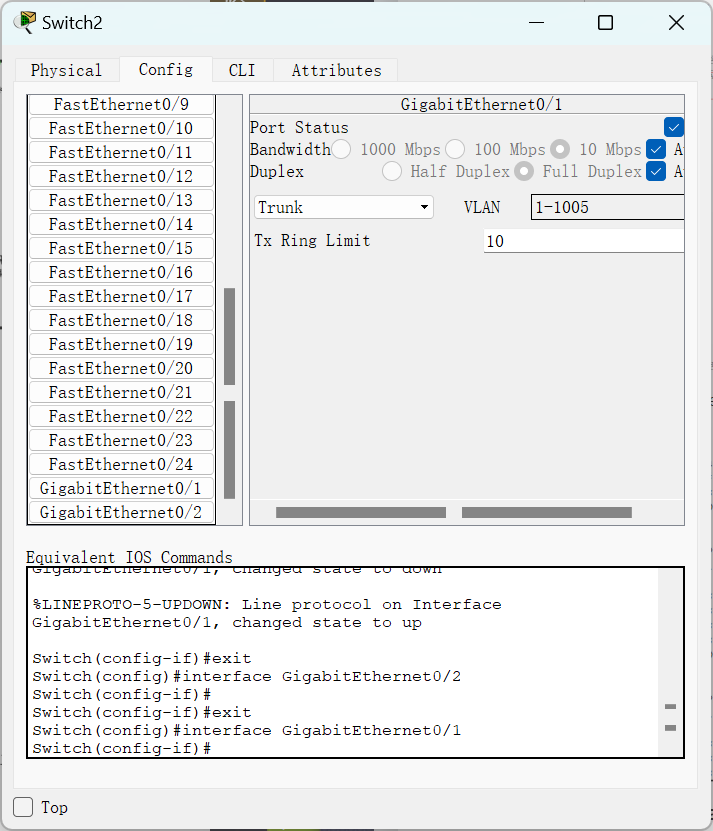 Switch2
Physical Config CLI Attributes
FastEthernet0/9
FastEthernet0/10
FastEthernet0/11
FastEthernet0/12
FastEthernet0/13
FastEthernet0/14
FastEthernet0/15
FastEthernet0/16
FastEthernet0/17
FastEthernet0/18
FastEthernet0/19
FastEthernet0/20
FastEthernet0/21
FastEthernet0/22
FastEthernet0/23
FastEthernet0/24
GigabitEthernet0/1
GigabitEthernet0/2
GigabitEthernet0/1
Port Status
Bandwidth 1000 Mbps 100 Mbps 10 Mbps
Duplex Half Duplex Full Duplex
Trunk VLAN 1-1005
Tx Ring Limit 10
Equivalent IOS Commands
GigabitEthernet0/1, changed state to down
%LINEPROTO-5-UPDOWN: Line protocol on Interface
GigabitEthernet0/1, changed state to up
Switch(config-if)#exit
Switch(config)#interface GigabitEthernet0/2
Switch(config-if)#
Switch(config-if)#exit
Switch(config)#interface GigabitEthernet0/1
Switch(config-if)#
Top